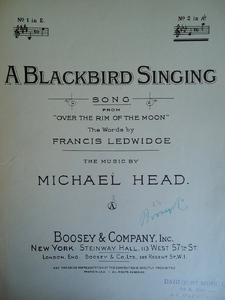 No 1 in E.
No 2 in Ab
A BLACKBIRD SINGING
SONG
FROM
"OVER THE RIM OF THE MOON"
The Words by
FRANCIS LEDWIDGE
THE MUSIC BY
MICHAEL HEAD.
BOOSEY & COMPANY, INC.
NEW YORK STEINWAY HALL, 113 WEST 57TH ST.
LONDON, ENG. BOOSEY & CO., LTD. 295 REGENT ST., W.1.